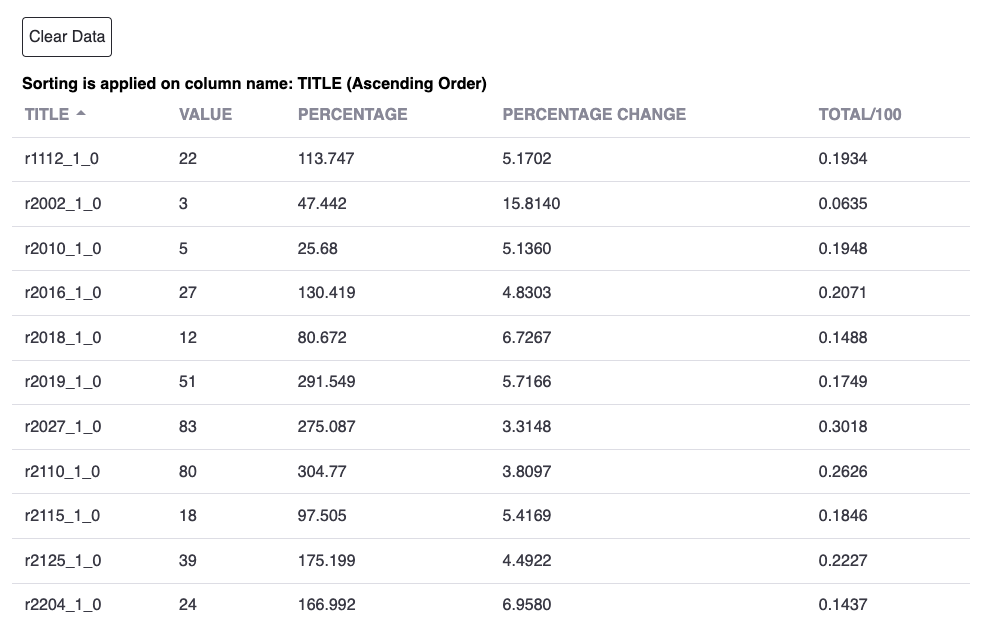 Clear Data
Sorting is applied on column name: TITLE (Ascending Order)
TITLE VALUE PERCENTAGE PERCENTAGE CHANGE TOTAL/100
r1112_1_0 22 113.747 5.1702 0.1934
r2002_1_0 3 47.442 15.8140 0.0635
r2010_1_0 5 25.68 5.1360 0.1948
r2016_1_0 27 130.419 4.8303 0.2071
r2018_1_0 12 80.672 6.7267 0.1488
r2019_1_0 51 291.549 5.7166 0.1749
r2027_1_0 83 275.087 3.3148 0.3018
r2110_1_0 80 304.77 3.8097 0.2626
r2115_1_0 18 97.505 5.4169 0.1846
r2125_1_0 39 175.199 4.4922 0.2227
r2204_1_0 24 166.992 6.9580 0.1437